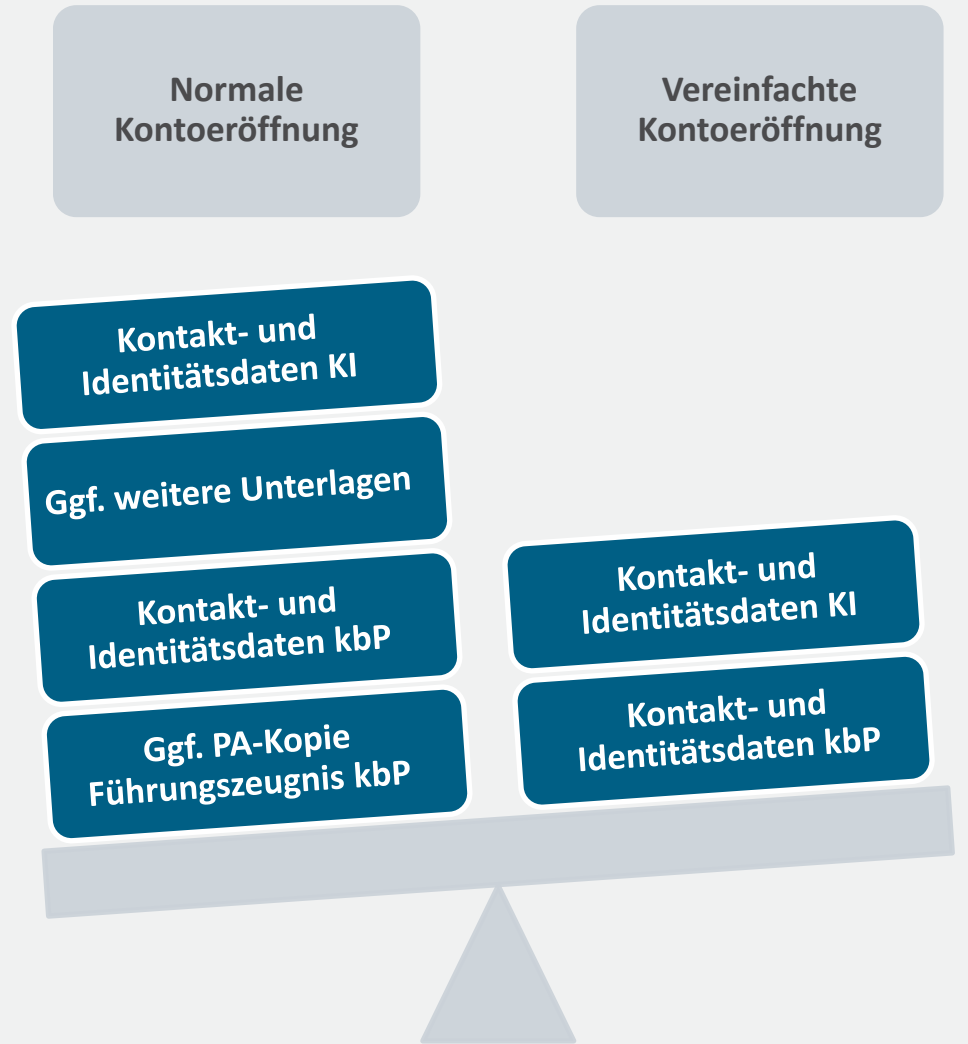 Normale
Kontoeröffnung
Vereinfachte
Kontoeröffnung
Kontakt- und
Identitätsdaten KI
Ggf. weitere Unterlagen
Kontakt- und
Identitätsdaten kbP
Ggf. PA-Kopie
Führungszeugnis kbP
Kontakt- und
Identitätsdaten KI
Kontakt- und
Identitätsdaten kbP